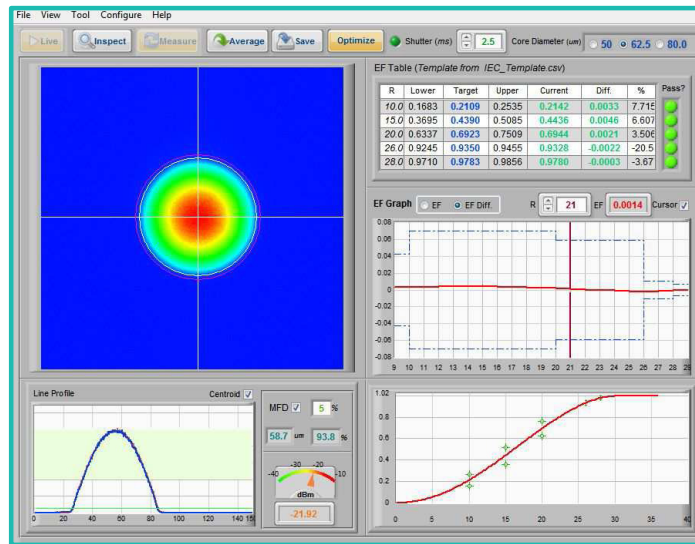 File View Tool Configure Help
Live Inspect Measure Average Save Optimize Shutter (ms) 2.5 Core Diameter (um) 50 62.5 80.0
EF Table (Template from IEC_Template.csv)
R Lower Target Upper Current Diff. % Pass?
10.0 0.1683 0.2109 0.2535 0.2142 0.0033 7.715
15.0 0.3695 0.4390 0.5085 0.4436 0.0046 6.607
20.0 0.6337 0.6923 0.7509 0.6944 0.0021 3.506
26.0 0.9245 0.9350 0.9455 0.9328 -0.0022 -20.5
28.0 0.9710 0.9783 0.9856 0.9780 -0.0003 -3.67
EF Graph EF EF Diff. R 21 EF 0.0014 Cursor
0.08
0.06
0.04
0.02
0
-0.02
-0.04
-0.06
-0.08
9 10 11 12 13 14 15 16 17 18 19 20 21 22 23 24 25 26 27 28 29
Line Profile Centroid
0 20 40 60 80 100 120 140
MFD 5 %
58.7 um 93.8 %
-40 -30 -20 -10
dBm
-21.92
1.02
0.8
0.6
0.4
0.2
0.0
0 5 10 15 20 25 30 35 40